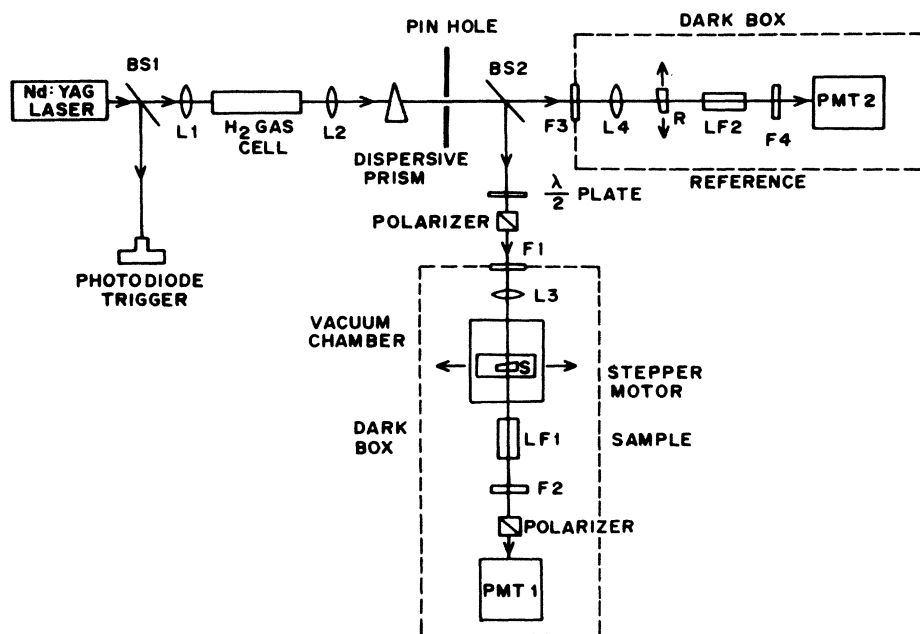 DARK BOX
PIN HOLE
BS1
BS2
Nd:YAG
LASER
L1
H2 GAS
CELL
L2
F3
L4
R
LF2
F4
PMT 2
DISPERSIVE
PRISM
REFERENCE
λ/2 PLATE
POLARIZER
PHOTODIODE
TRIGGER
F1
L3
VACUUM
CHAMBER
S
STEPPER
MOTOR
DARK
BOX
LF1
SAMPLE
F2
POLARIZER
PMT 1